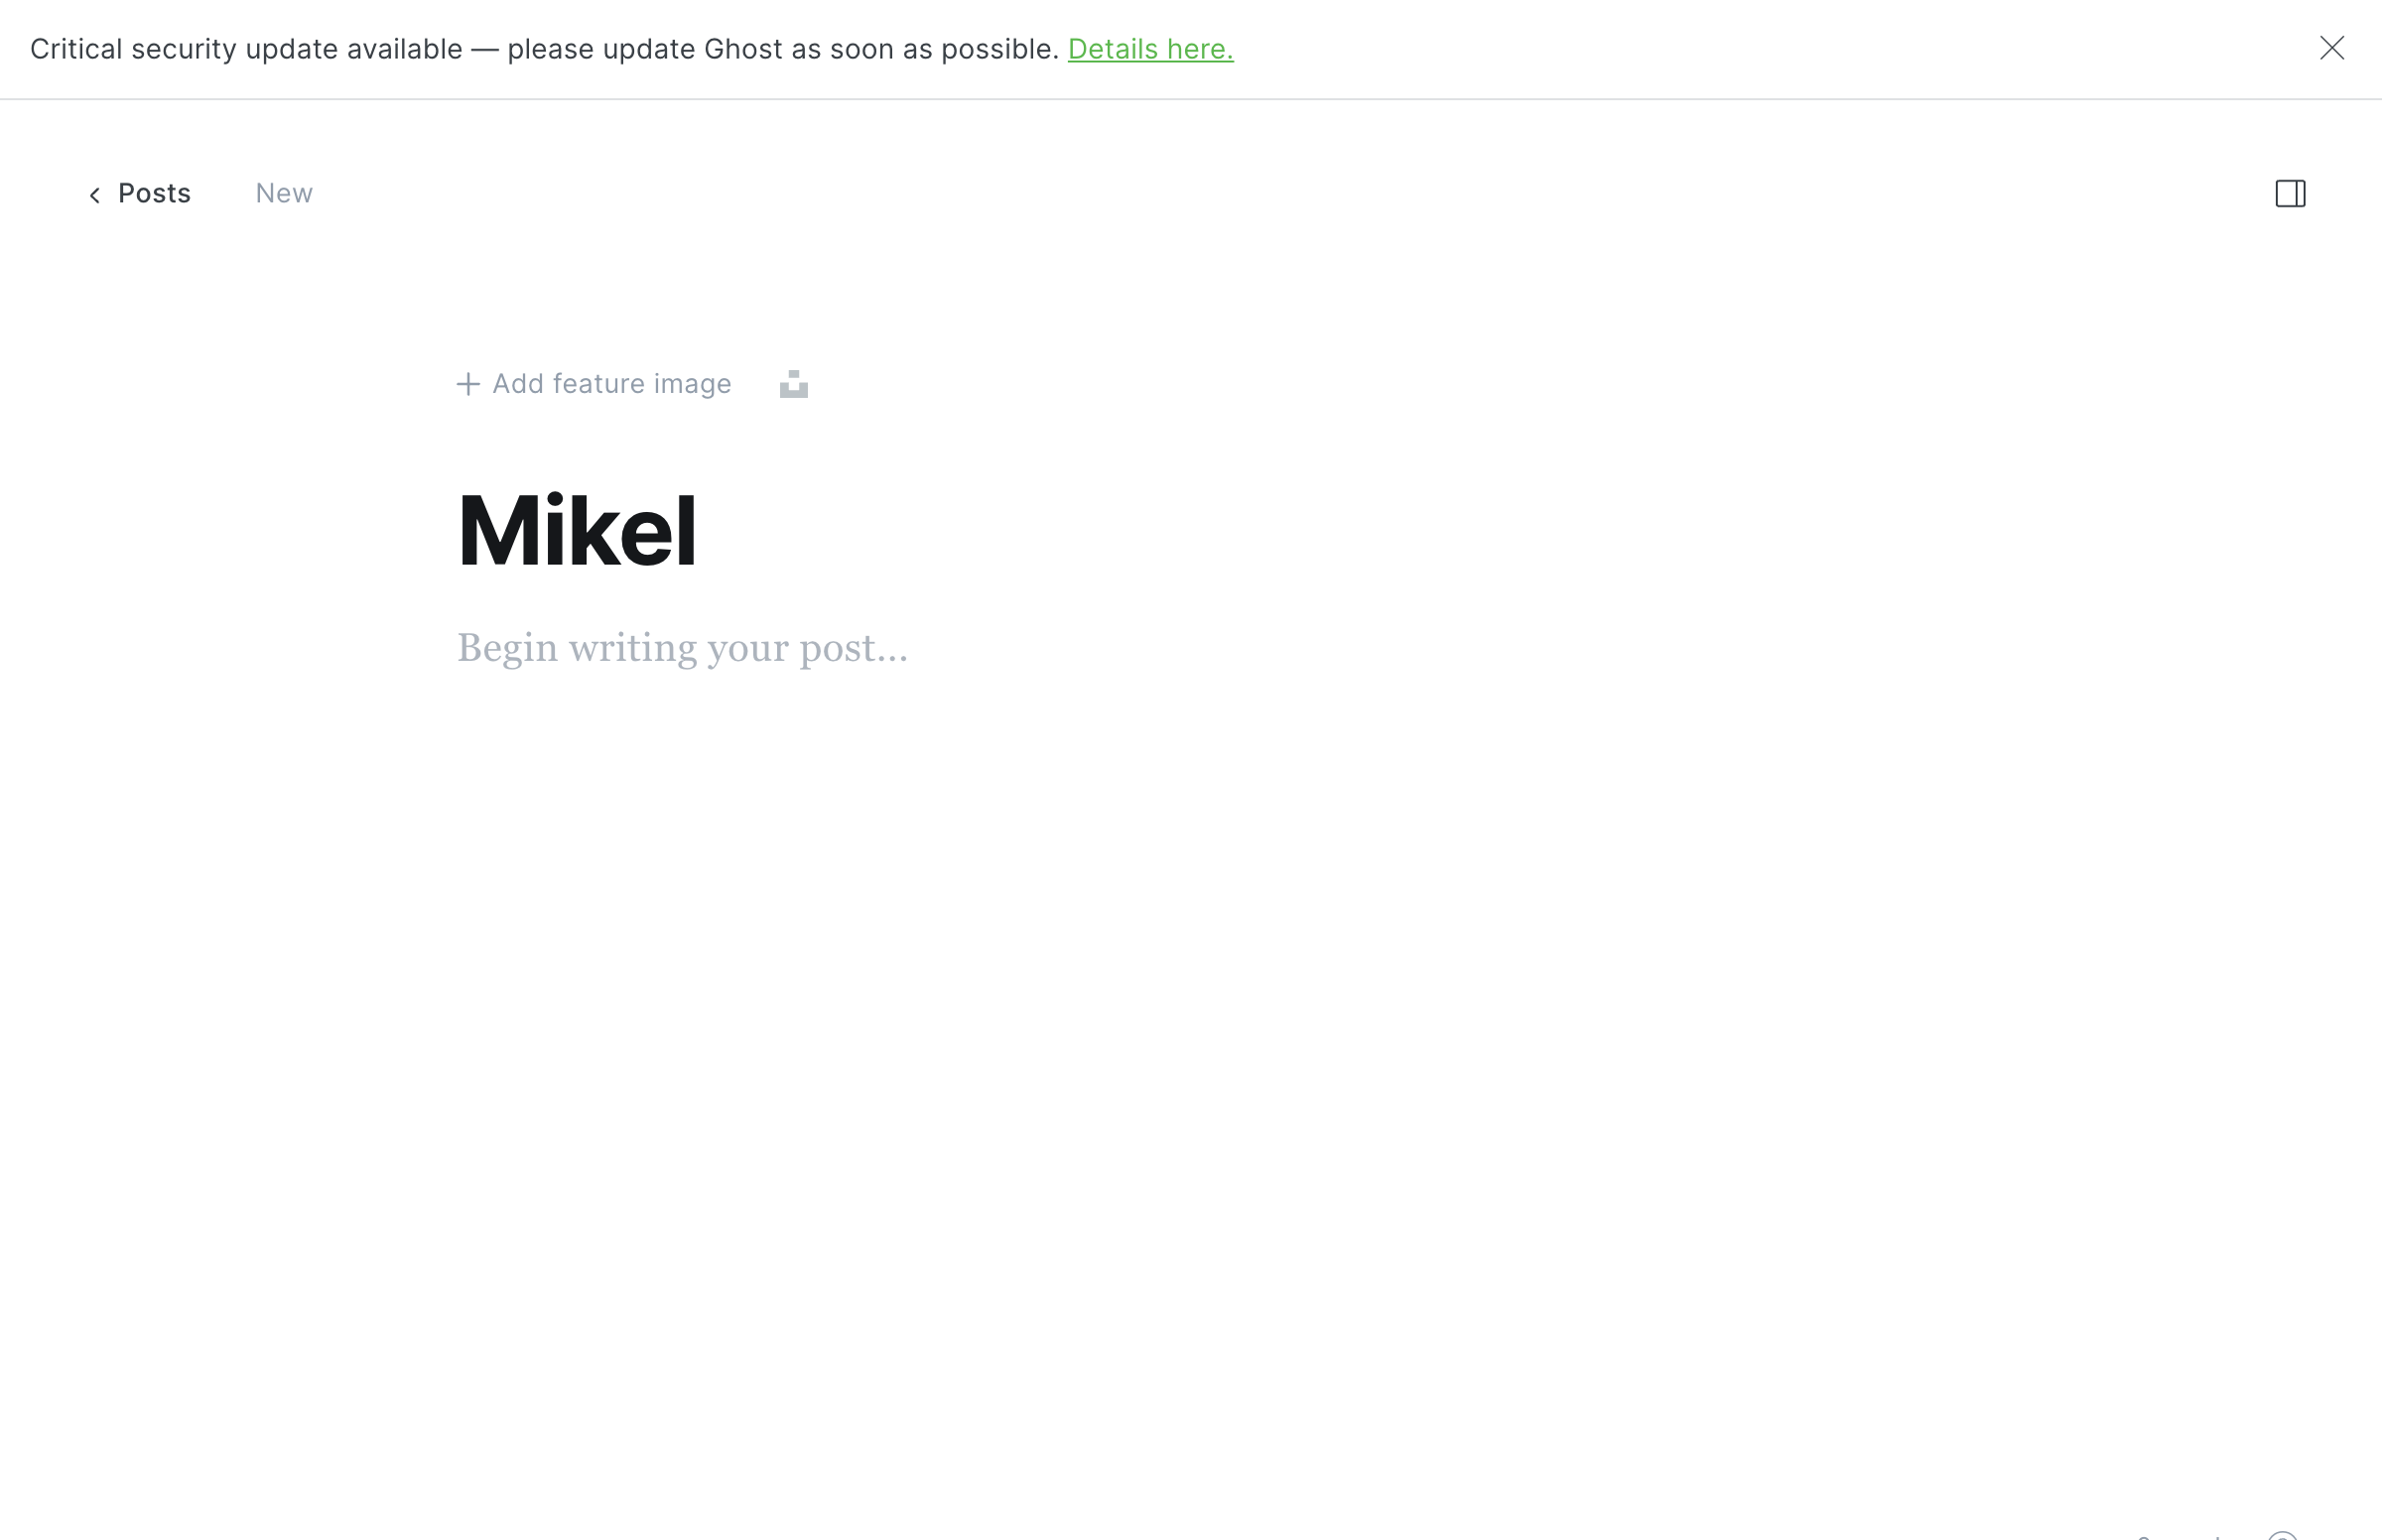 Critical security update available — please update Ghost as soon as possible. Details here.
Posts New
Add feature image
Mikel
Begin writing your post...